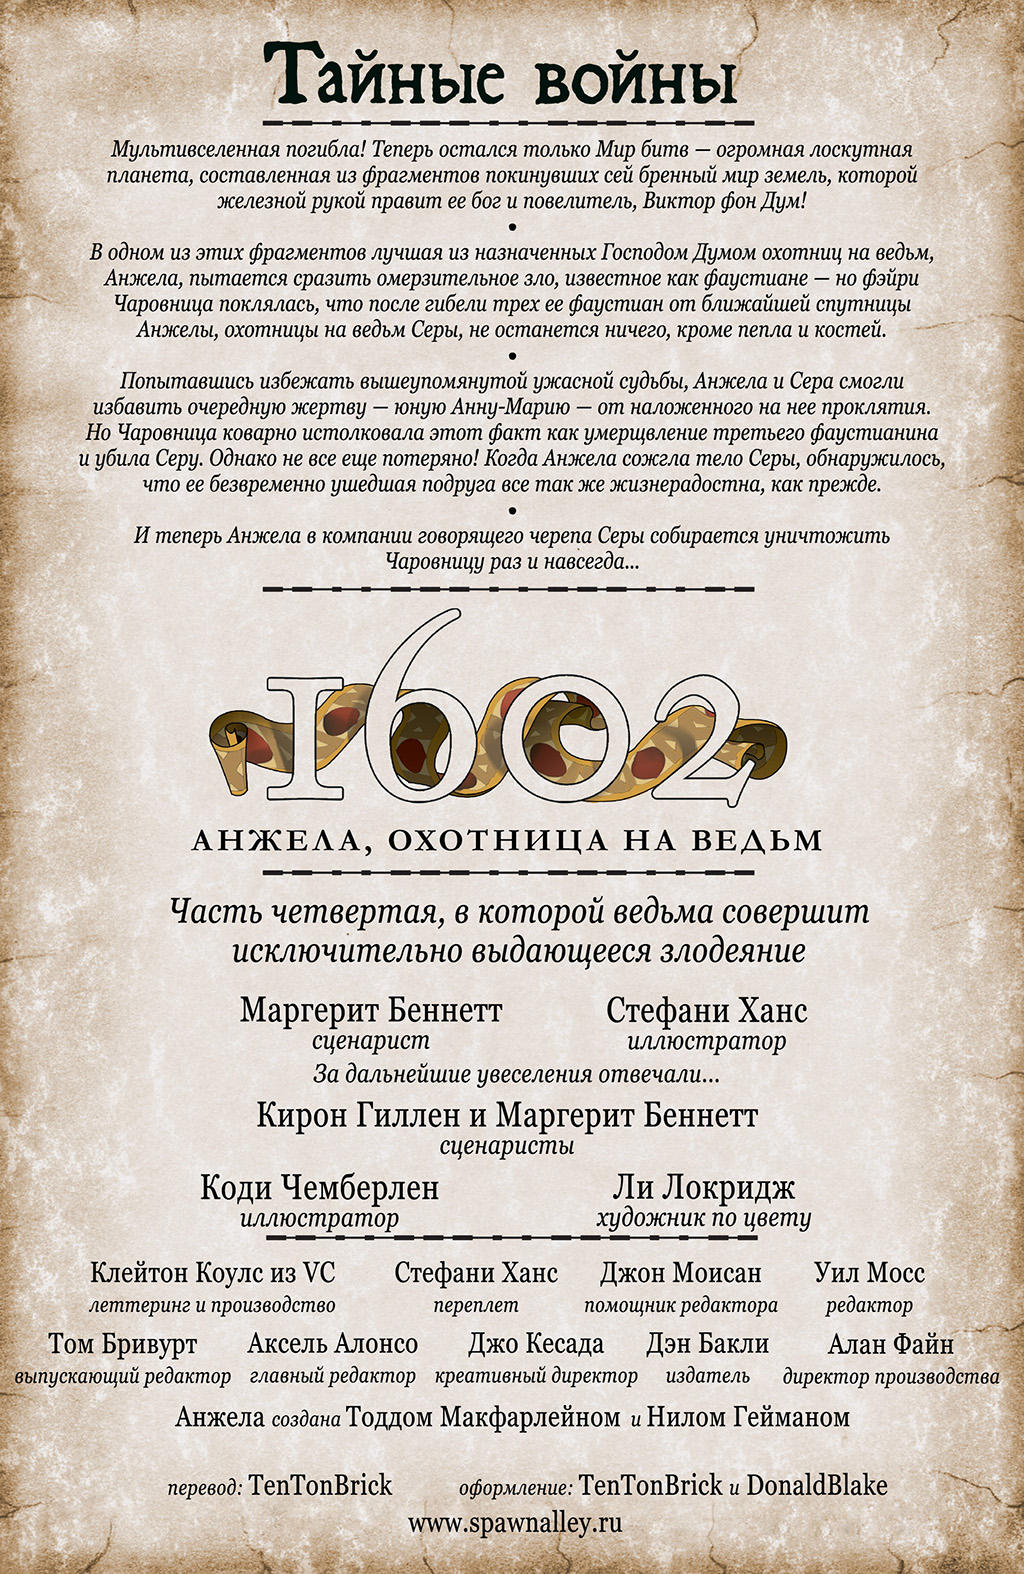 Тайные войны
Мультивселенная погибла! Теперь остался только Мир битв — огромная лоскутная
планета, составленная из фрагментов покинувших сей бренный мир земель, которой
железной рукой правит ее бог и повелитель, Виктор фон Дум!
•
В одном из этих фрагментов лучшая из назначенных Господом Думом охотниц на ведьм,
Анжела, пытается сразить омерзительное зло, известное как фаустиане — но фэйри
Чаровница поклялась, что после гибели трех ее фаустиан от ближайшей спутницы
Анжелы, охотницы на ведьм Серы, не останется ничего, кроме пепла и костей.
•
Попытавшись избежать вышеупомянутой ужасной судьбы, Анжела и Сера смогли
избавить очередную жертву — юную Анну-Марию — от наложенного на нее проклятия.
Но Чаровница коварно истолковала этот факт как умерщвление третьего фаустианина
и убила Серу. Однако не все еще потеряно! Когда Анжела сожгла тело Серы, обнаружилось,
что ее безвременно ушедшая подруга все так же жизнерадостна, как прежде.
•
И теперь Анжела в компании говорящего черепа Серы собирается уничтожить
Чаровницу раз и навсегда...
1602
АНЖЕЛА, ОХОТНИЦА НА ВЕДЬМ
Часть четвертая, в которой ведьма совершит
исключительно выдающееся злодеяние
Маргерит Беннетт Стефани Ханс
сценарист иллюстратор
За дальнейшие увеселения отвечали...
Кирон Гиллен и Маргерит Беннетт
сценаристы
Коди Чемберлен Ли Локридж
иллюстратор художник по цвету
Клейтон Коулс из VC Стефани Ханс Джон Моисан Уил Мосс
леттеринг и производство переплет помощник редактора редактор
Том Бривурт Аксель Алонсо Джо Кесада Дэн Бакли Алан Файн
выпускающий редактор главный редактор креативный директор издатель директор производства
Анжела создана Тоддом Макфарлейном и Нилом Гейманом
перевод: TenTonBrick оформление: TenTonBrick и DonaldBlake
www.spawnalley.ru